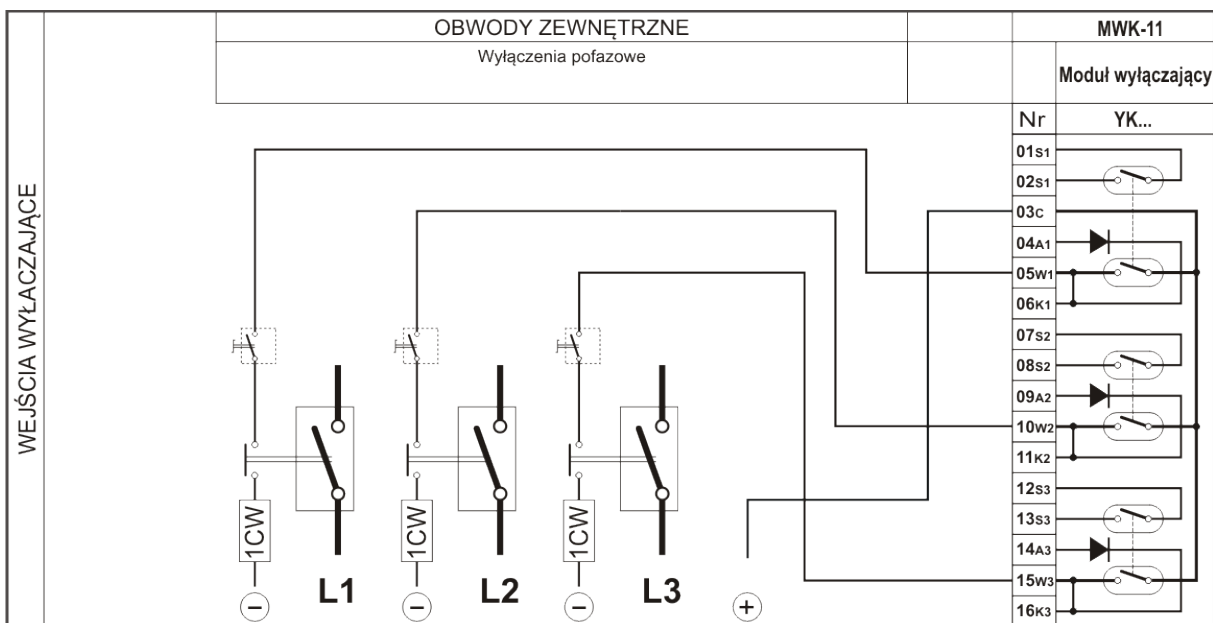 OBWODY ZEWNĘTRZNE
MWK-11
Wyłączenia pofazowe
Moduł wyłączający
Nr
YK...
WEJŚCIA WYŁACZAJĄCE
01S1
02S1
03C
04A1
05W1
06K1
07S2
08S2
09A2
10W2
11K2
12S3
13S3
14A3
15W3
16K3
1CW
1CW
1CW
L1
L2
L3
−
−
−
+